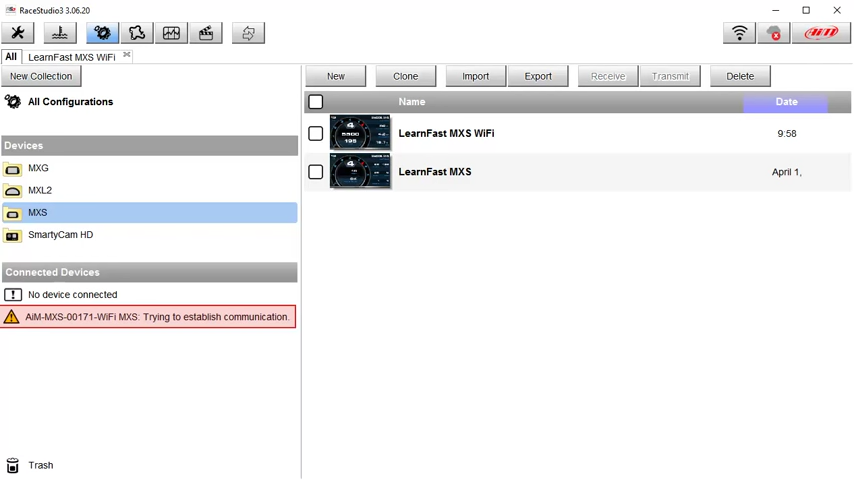 RaceStudio3 3.06.20
AiM
All
LearnFast MXS WiFi
New Collection
New
Clone
Import
Export
Receive
Transmit
Delete
All Configurations
Name
Date
LearnFast MXS WiFi
9:58
LearnFast MXS
April 1,
Devices
MXG
MXL2
MXS
SmartyCam HD
Connected Devices
No device connected
AiM-MXS-00171-WiFi MXS: Trying to establish communication.
Trash